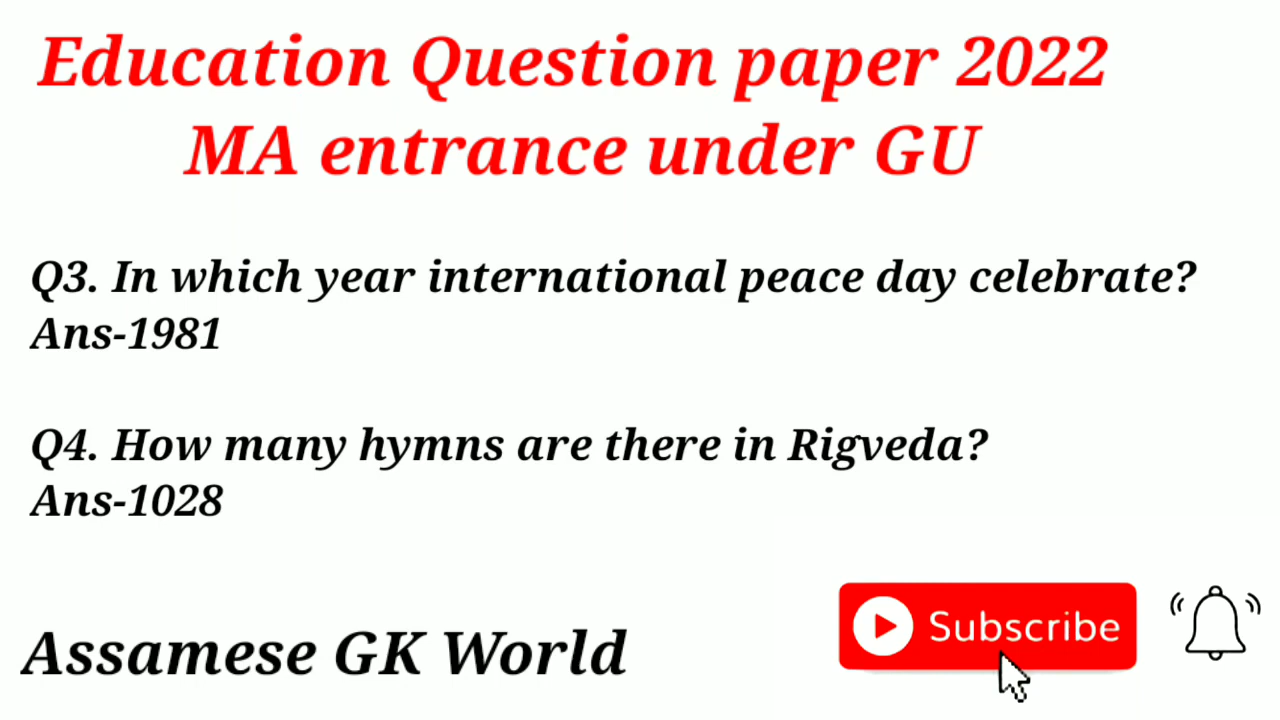 Education Question paper 2022
MA entrance under GU
Q3. In which year international peace day celebrate?
Ans-1981
Q4. How many hymns are there in Rigveda?
Ans-1028
Assamese GK World
Subscribe